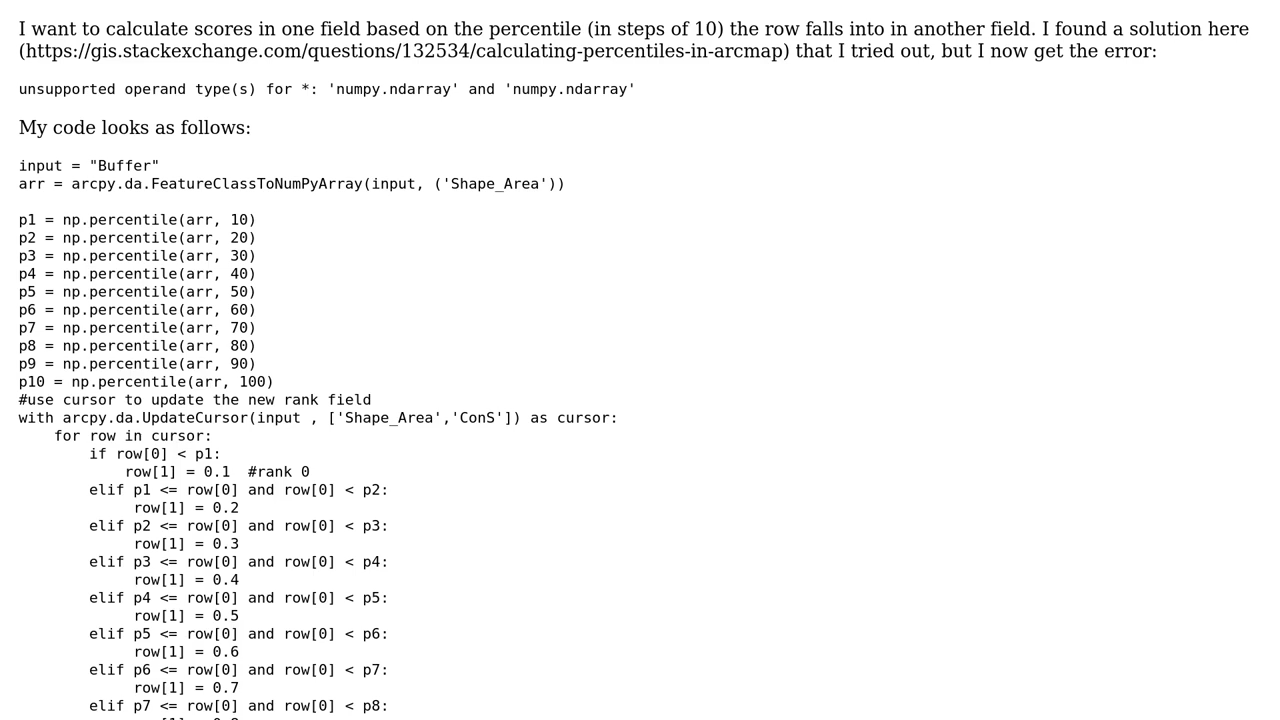 I want to calculate scores in one field based on the percentile (in steps of 10) the row falls into in another field. I found a solution here
(https://gis.stackexchange.com/questions/132534/calculating-percentiles-in-arcmap) that I tried out, but I now get the error:
unsupported operand type(s) for *: 'numpy.ndarray' and 'numpy.ndarray'
My code looks as follows:
input = "Buffer"
arr = arcpy.da.FeatureClassToNumPyArray(input, ('Shape_Area'))
p1 = np.percentile(arr, 10)
p2 = np.percentile(arr, 20)
p3 = np.percentile(arr, 30)
p4 = np.percentile(arr, 40)
p5 = np.percentile(arr, 50)
p6 = np.percentile(arr, 60)
p7 = np.percentile(arr, 70)
p8 = np.percentile(arr, 80)
p9 = np.percentile(arr, 90)
p10 = np.percentile(arr, 100)
#use cursor to update the new rank field
with arcpy.da.UpdateCursor(input , ['Shape_Area','ConS']) as cursor:
    for row in cursor:
        if row[0] < p1:
            row[1] = 0.1  #rank 0
        elif p1 <= row[0] and row[0] < p2:
             row[1] = 0.2
        elif p2 <= row[0] and row[0] < p3:
             row[1] = 0.3
        elif p3 <= row[0] and row[0] < p4:
             row[1] = 0.4
        elif p4 <= row[0] and row[0] < p5:
             row[1] = 0.5
        elif p5 <= row[0] and row[0] < p6:
             row[1] = 0.6
        elif p6 <= row[0] and row[0] < p7:
             row[1] = 0.7
        elif p7 <= row[0] and row[0] < p8: